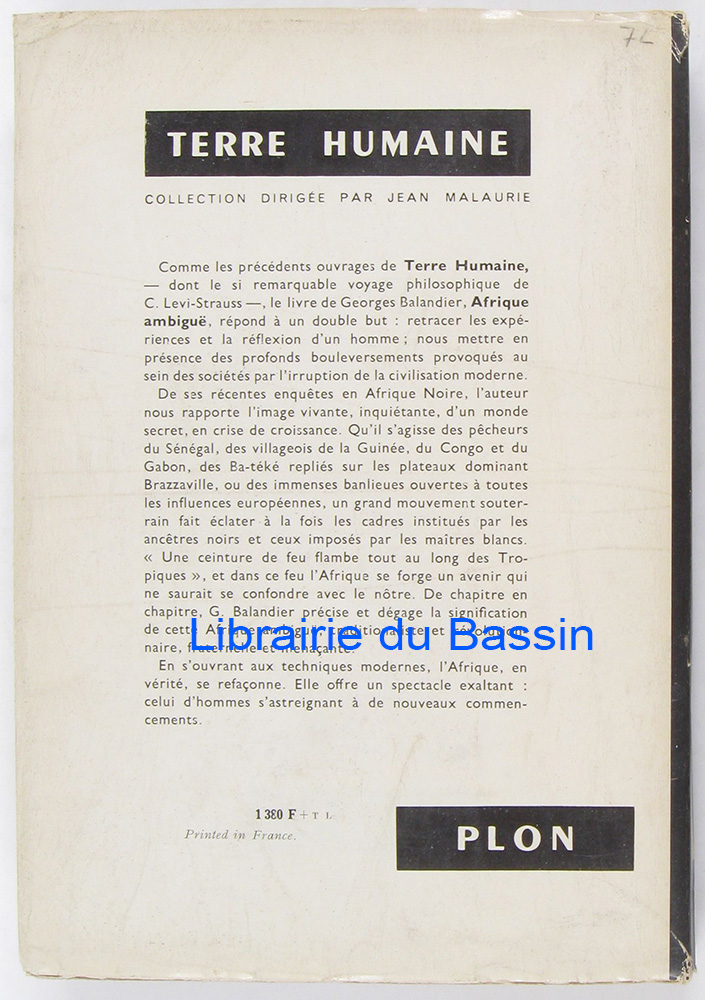 7L
TERRE HUMAINE
COLLECTION DIRIGÉE PAR JEAN MALAURIE
Comme les précédents ouvrages de Terre Humaine,
— dont le si remarquable voyage philosophique de
C. Levi-Strauss —, le livre de Georges Balandier, Afrique
ambiguë, répond à un double but : retracer les expé-
riences et la réflexion d'un homme ; nous mettre en
présence des profonds bouleversements provoqués au
sein des sociétés par l'irruption de la civilisation moderne.
De ses récentes enquêtes en Afrique Noire, l'auteur
nous rapporte l'image vivante, inquiétante, d'un monde
secret, en crise de croissance. Qu'il s'agisse des pêcheurs
du Sénégal, des villageois de la Guinée, du Congo et du
Gabon, des Ba-téké repliés sur les plateaux dominant
Brazzaville, ou des immenses banlieues ouvertes à toutes
les influences européennes, un grand mouvement souter-
rain fait éclater à la fois les cadres institués par les
ancêtres noirs et ceux imposés par les maîtres blancs.
« Une ceinture de feu flambe tout au long des Tro-
piques », et dans ce feu l'Afrique se forge un avenir qui
ne saurait se confondre avec le nôtre. De chapitre en
chapitre, G. Balandier précise et dégage la signification
de cette Afrique ambiguë, traditionaliste et révolution-
naire, fraternelle et menaçante.
Librairie du Bassin
En s'ouvrant aux techniques modernes, l'Afrique, en
vérité, se refaçonne. Elle offre un spectacle exaltant :
celui d'hommes s'astreignant à de nouveaux commen-
cements.
1 380 F + T L
Printed in France.
PLON